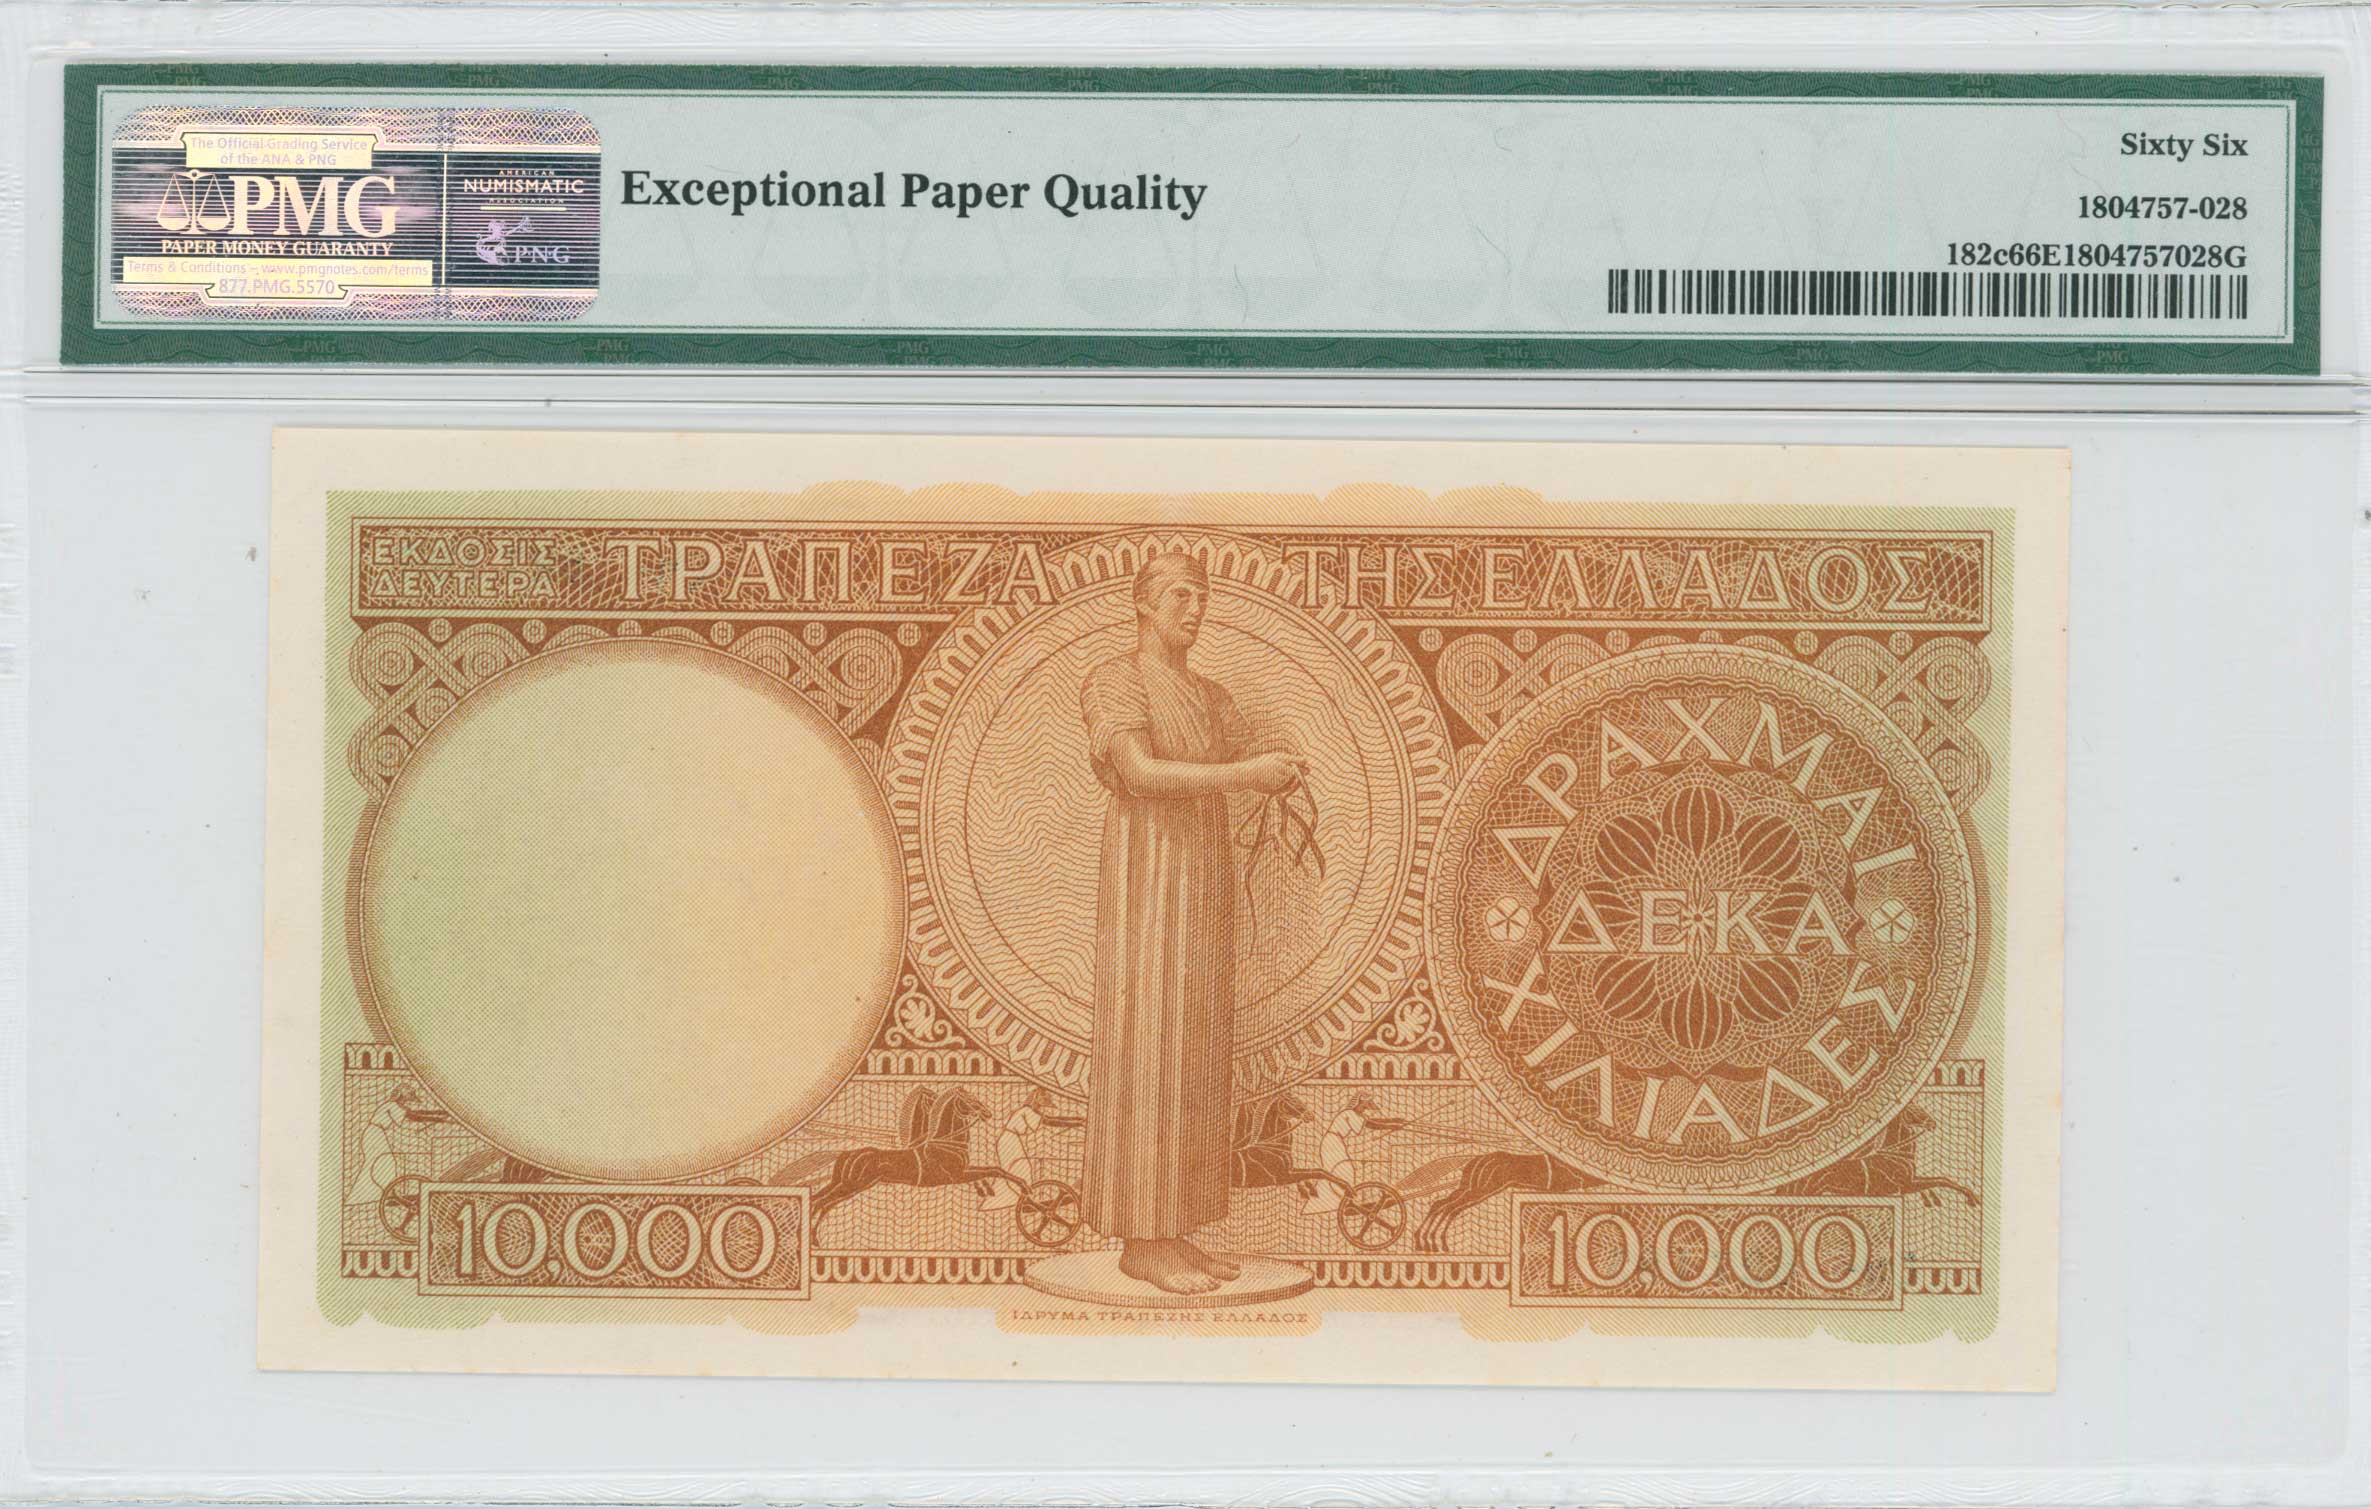 The Official Grading Service
of the ANA & PNG
PMG
PAPER MONEY GUARANTY
Terms & Conditions – www.pmgnotes.com/terms
877.PMG.5570
AMERICAN
NUMISMATIC
ASSOCIATION
P·N·G
Exceptional Paper Quality
Sixty Six
1804757-028
182c66E1804757028G
ΕΚΔΟΣΙΣ
ΔΕΥΤΕΡΑ
ΤΡΑΠΕΖΑ ΤΗΣ ΕΛΛΑΔΟΣ
ΔΡΑΧΜΑΙ
ΔΕΚΑ
ΧΙΛΙΑΔΕΣ
10,000
10,000
ΙΔΡΥΜΑ ΤΡΑΠΕΖΗΣ ΕΛΛΑΔΟΣ